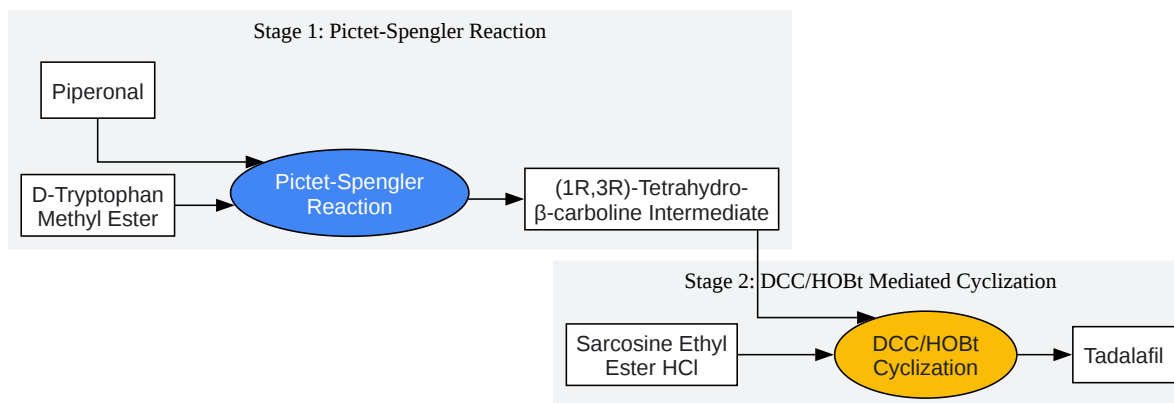 Stage 1: Pictet-Spengler Reaction
Piperonal
D-Tryptophan
Methyl Ester
Pictet-Spengler
Reaction
(1R,3R)-Tetrahydro-
β-carboline Intermediate
Stage 2: DCC/HOBt Mediated Cyclization
Sarcosine Ethyl
Ester HCl
DCC/HOBt
Cyclization
Tadalafil